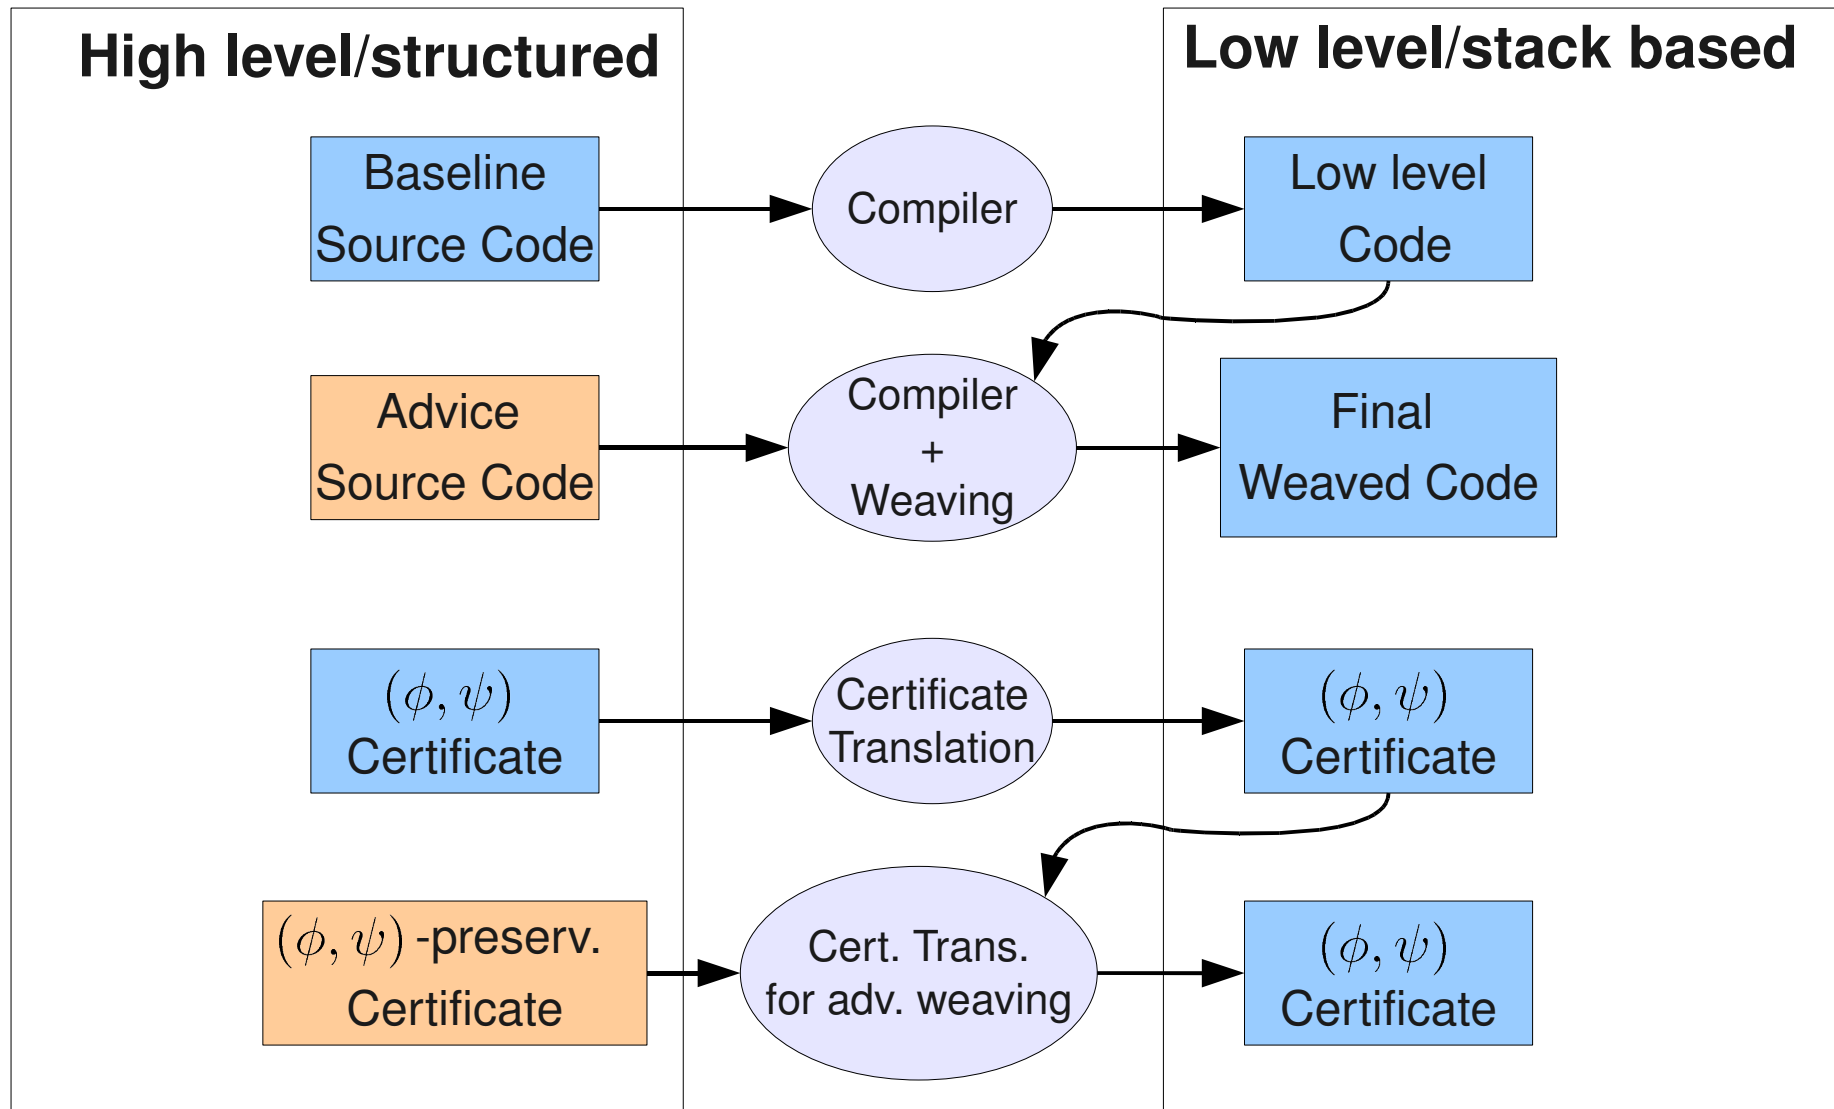 High level/structured
Low level/stack based
Baseline
Source Code
Compiler
Low level
Code
Advice
Source Code
Compiler
+
Weaving
Final
Weaved Code
(ϕ, ψ)
Certificate
Certificate
Translation
(ϕ, ψ)
Certificate
(ϕ, ψ) -preserv.
Certificate
Cert. Trans.
for adv. weaving
(ϕ, ψ)
Certificate